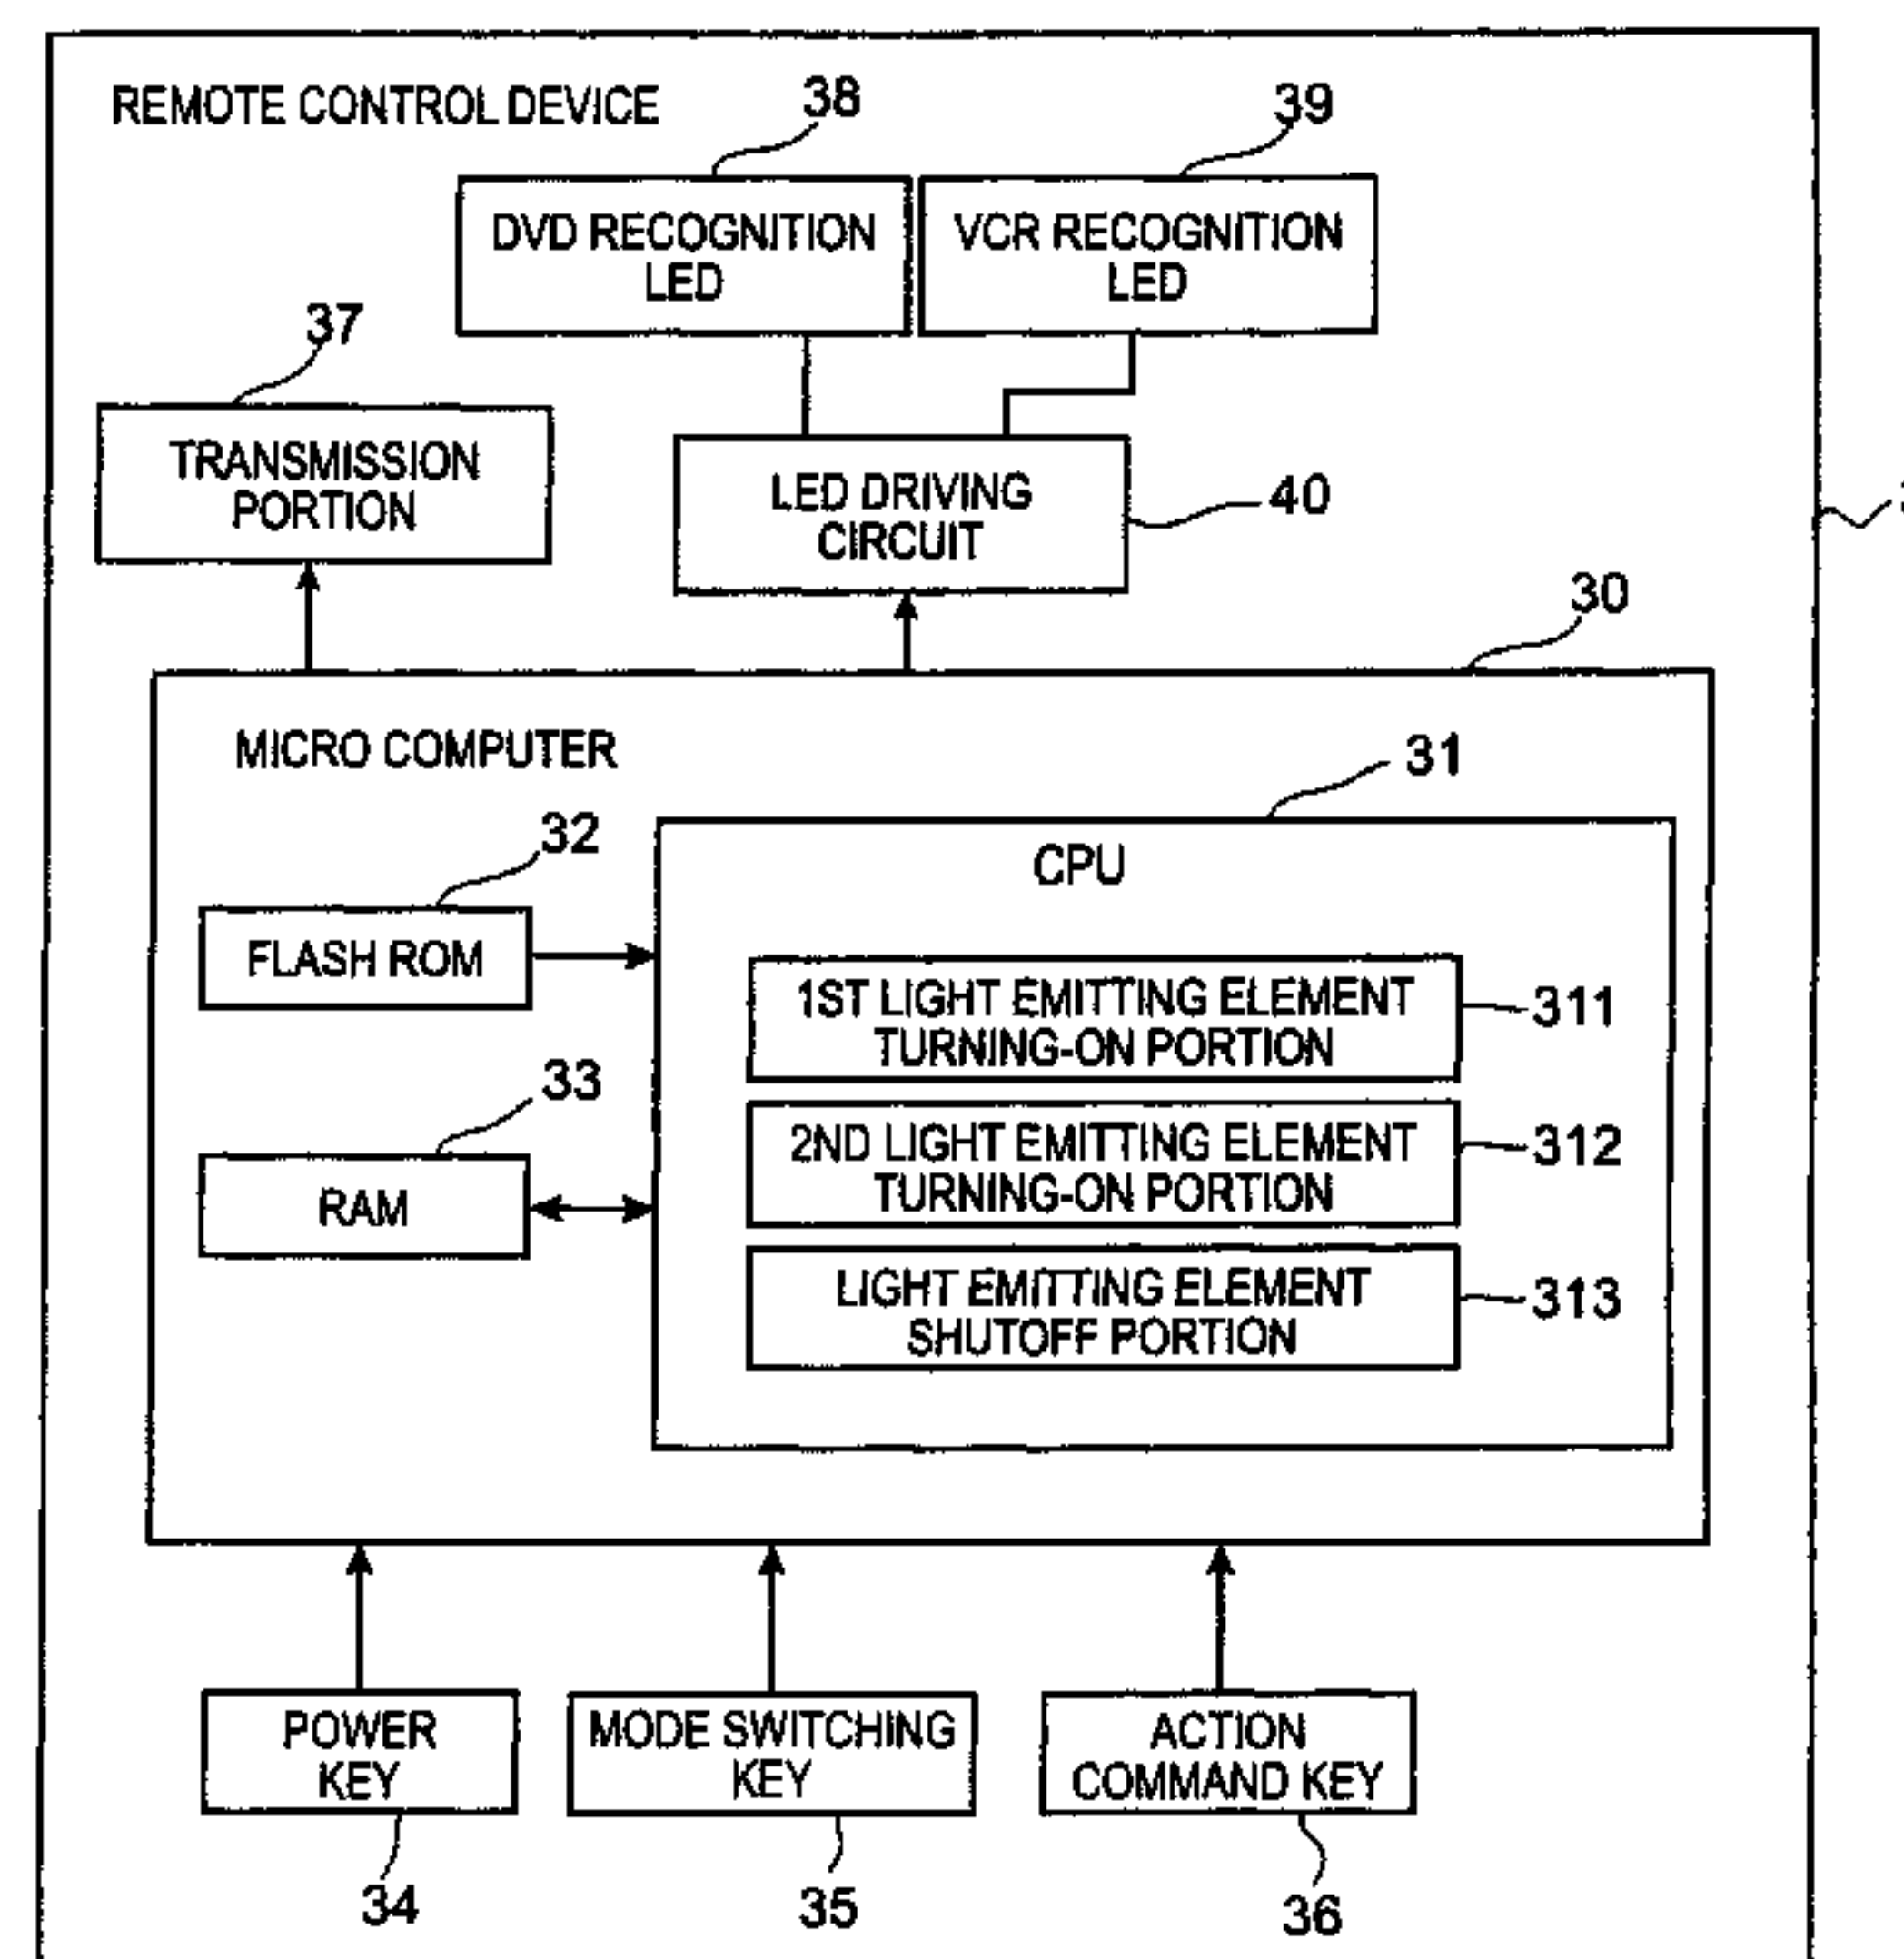 REMOTE CONTROL DEVICE
38
39
DVD RECOGNITION
LED
VCR RECOGNITION
LED
37
TRANSMISSION
PORTION
LED DRIVING
CIRCUIT
40
30
MICRO COMPUTER
31
CPU
32
FLASH ROM
1ST LIGHT EMITTING ELEMENT
TURNING-ON PORTION
311
33
RAM
2ND LIGHT EMITTING ELEMENT
TURNING-ON PORTION
312
LIGHT EMITTING ELEMENT
SHUTOFF PORTION
313
POWER
KEY
MODE SWITCHING
KEY
ACTION
COMMAND KEY
34
35
36